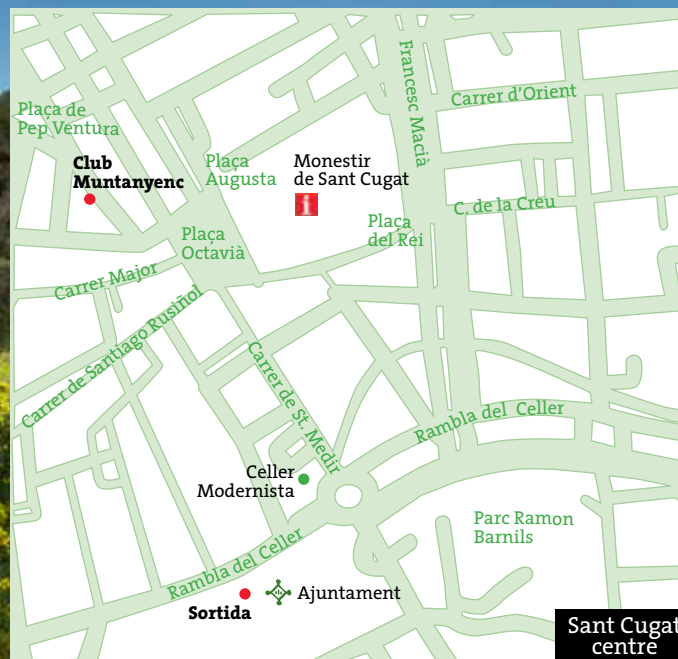 Francesc Macià
Carrer d'Orient
Plaça de
Pep Ventura
Club
Muntanyenc
Plaça
Augusta
Monestir
de Sant Cugat
i
C. de la Creu
Plaça
del Rei
Plaça
Octavià
Carrer Major
Carrer de Santiago Rusiñol
Carrer de St. Medir
Rambla del Celler
Celler
Modernista
Parc Ramon
Barnils
Rambla del Celler
Ajuntament
Sortida
Sant Cugat
centre